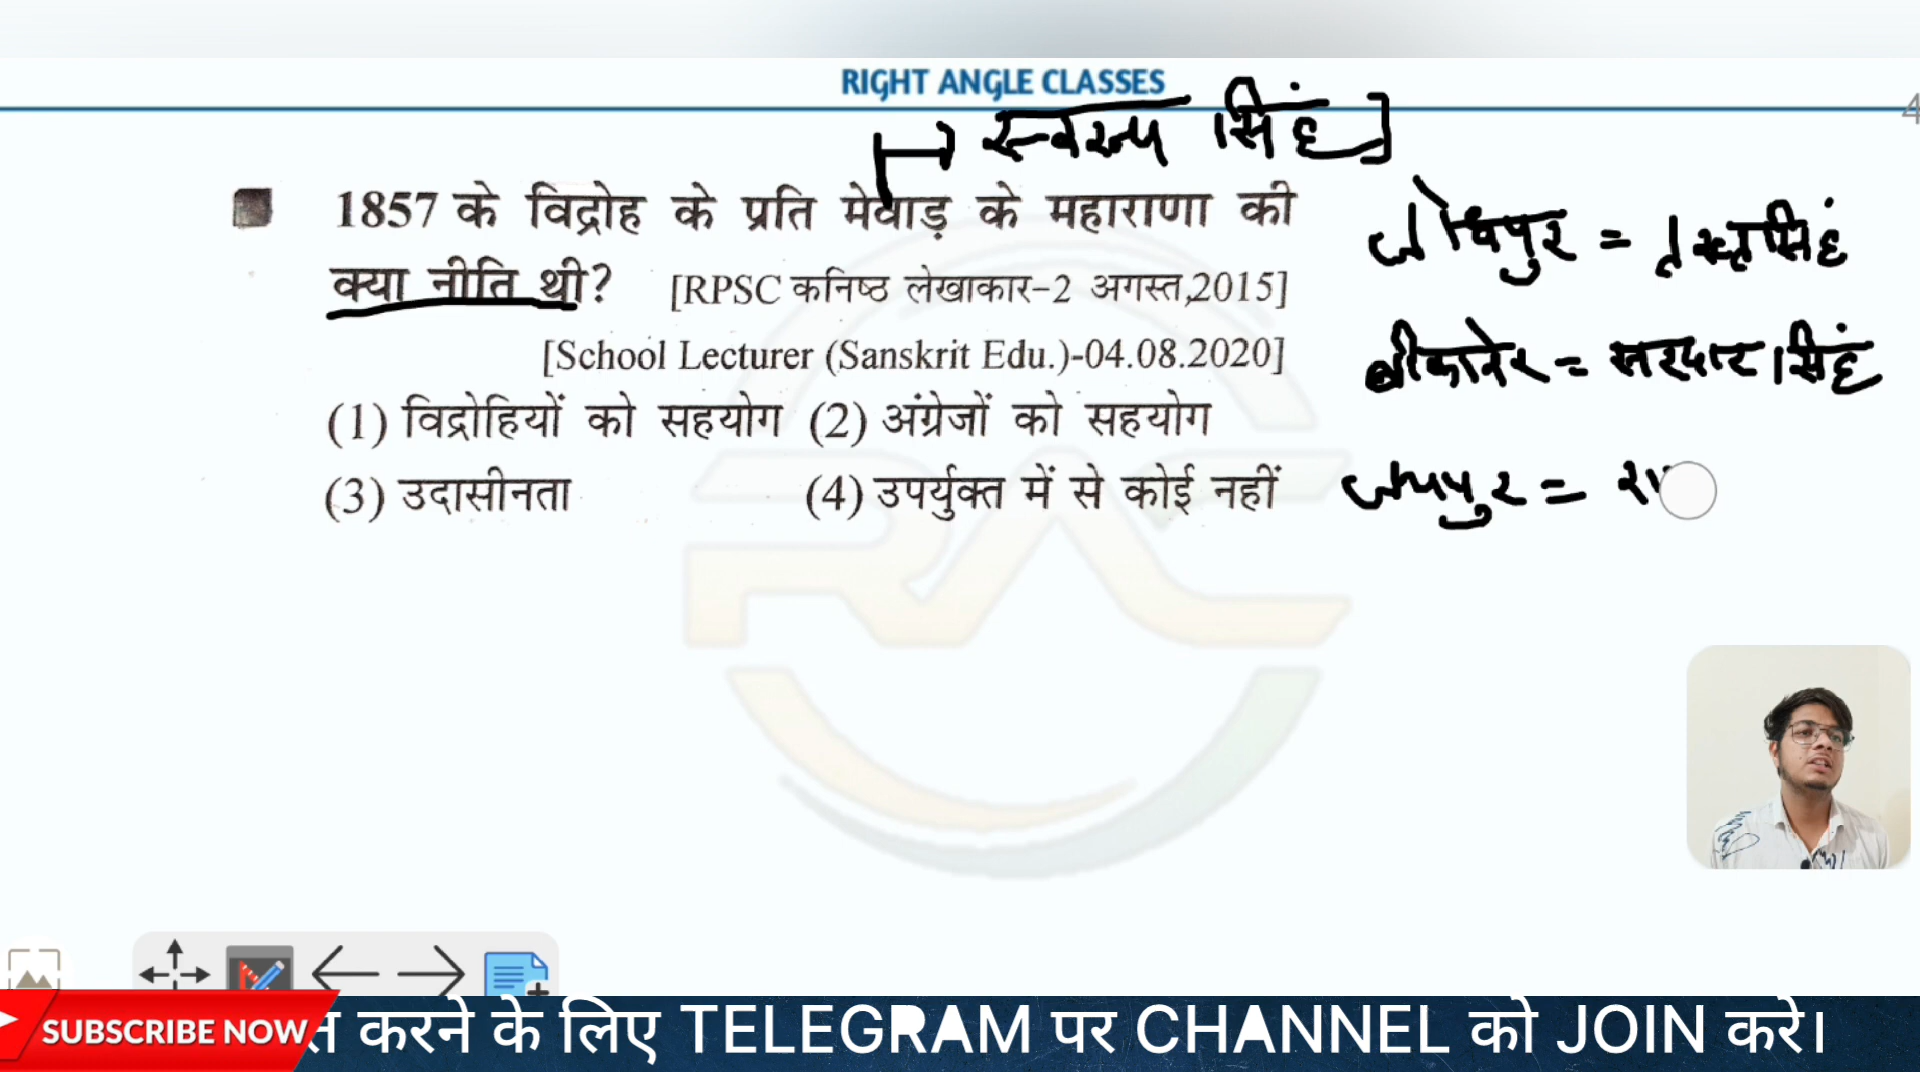 RIGHT ANGLE CLASSES
4
स्वरूप सिंह
1857 के विद्रोह के प्रति मेवाड़ के महाराणा की
क्या नीति थी? [RPSC कनिष्ठ लेखाकार-2 अगस्त,2015]
[School Lecturer (Sanskrit Edu.)-04.08.2020]
(1) विद्रोहियों को सहयोग (2) अंग्रेजों को सहयोग
(3) उदासीनता (4) उपर्युक्त में से कोई नहीं
जोधपुर = तख्तसिंह
बीकानेर = सरदार सिंह
जयपुर = रा
RAC
SUBSCRIBE NOW
करने के लिए TELEGRAM पर CHANNEL को JOIN करे।